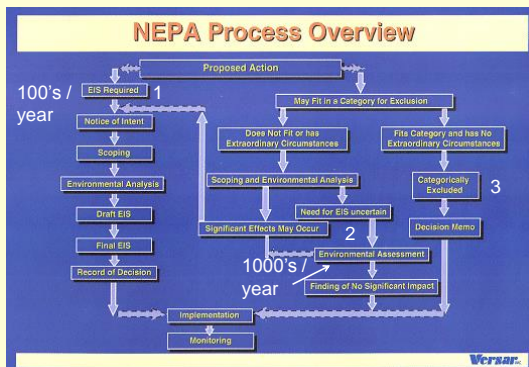 NEPA Process Overview
Proposed Action
100's /
year
EIS Required
1
May Fit in a Category for Exclusion
Notice of Intent
Does Not Fit or has
Extraordinary Circumstances
Fits Category and has No
Extraordinary Circumstances
Scoping
Environmental Analysis
Scoping and Environmental Analysis
Categorically
Excluded
3
Draft EIS
Need for EIS uncertain
Significant Effects May Occur
2
Decision Memo
Final EIS
1000's /
year
Environmental Assessment
Record of Decision
Finding of No Significant Impact
Implementation
Monitoring
Versar INC.